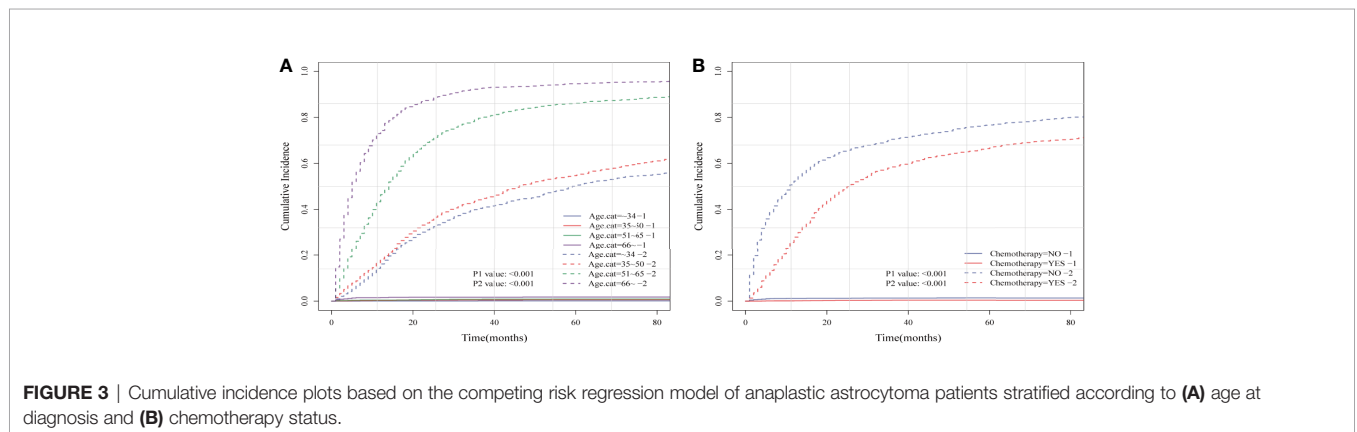 A
B
1.0
0.8
0.6
0.4
0.2
0.0
Cumulative Incidence
0
20
40
60
80
Time(months)
Age.cat=~34 −1
Age.cat=35~50 −1
Age.cat=51~65 −1
Age.cat=66~ −1
Age.cat=~34 −2
Age.cat=35~50 −2
Age.cat=51~65 −2
Age.cat=66~ −2
P1 value: <0.001
P2 value: <0.001
1.0
0.8
0.6
0.4
0.2
0.0
Cumulative Incidence
0
20
40
60
80
Time(months)
Chemotherapy=NO −1
Chemotherapy=YES −1
Chemotherapy=NO −2
Chemotherapy=YES −2
P1 value: <0.001
P2 value: <0.001
FIGURE 3 | Cumulative incidence plots based on the competing risk regression model of anaplastic astrocytoma patients stratified according to (A) age at
diagnosis and (B) chemotherapy status.